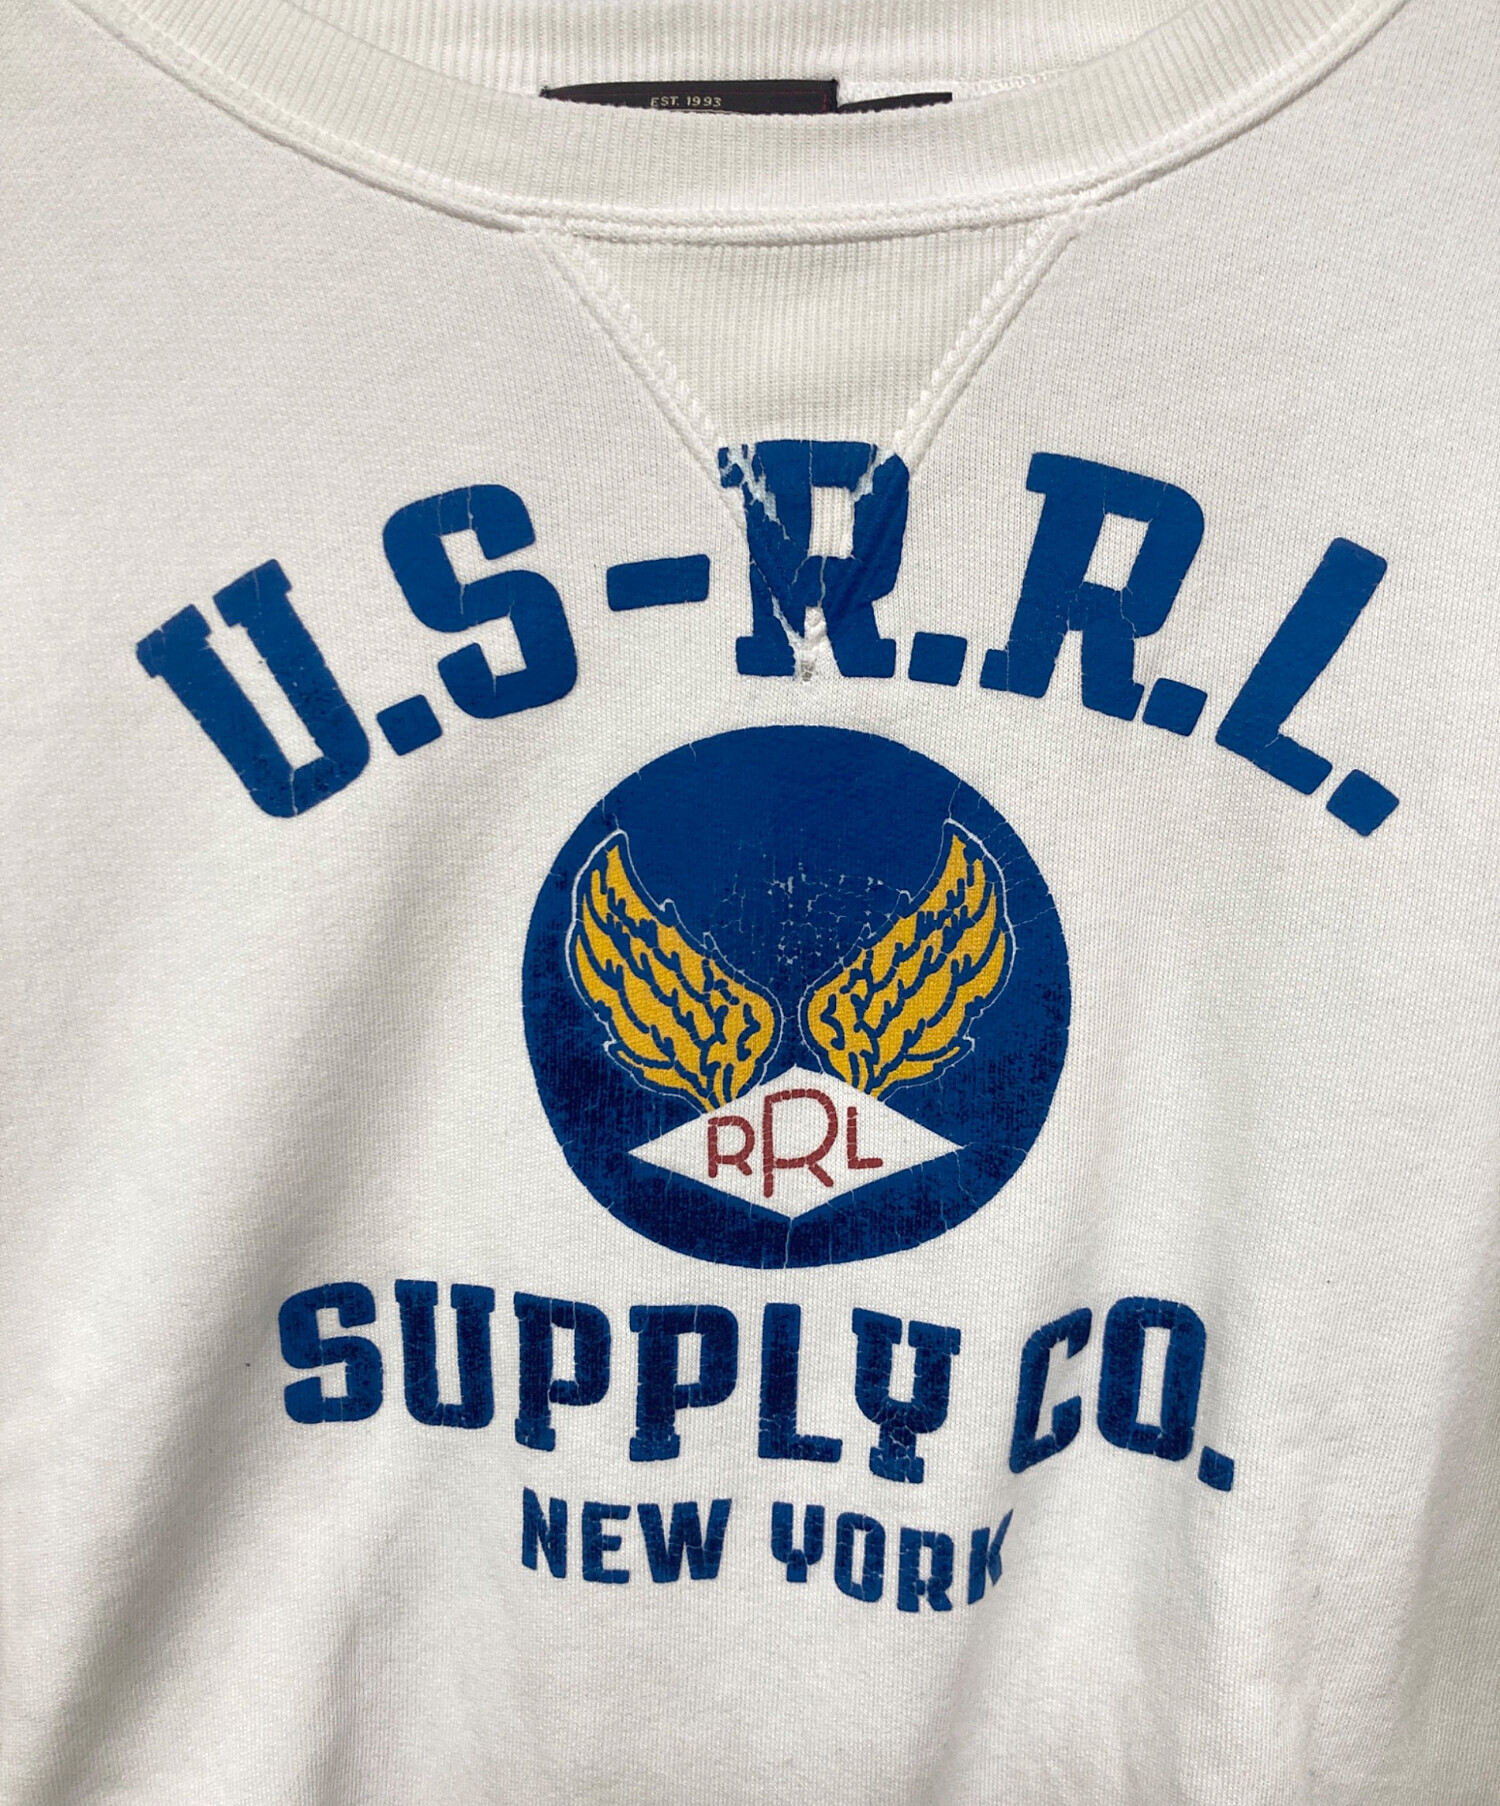 EST. 1993
U.S-R.R.L.
RRL
SUPPLY CO.
NEW YORK